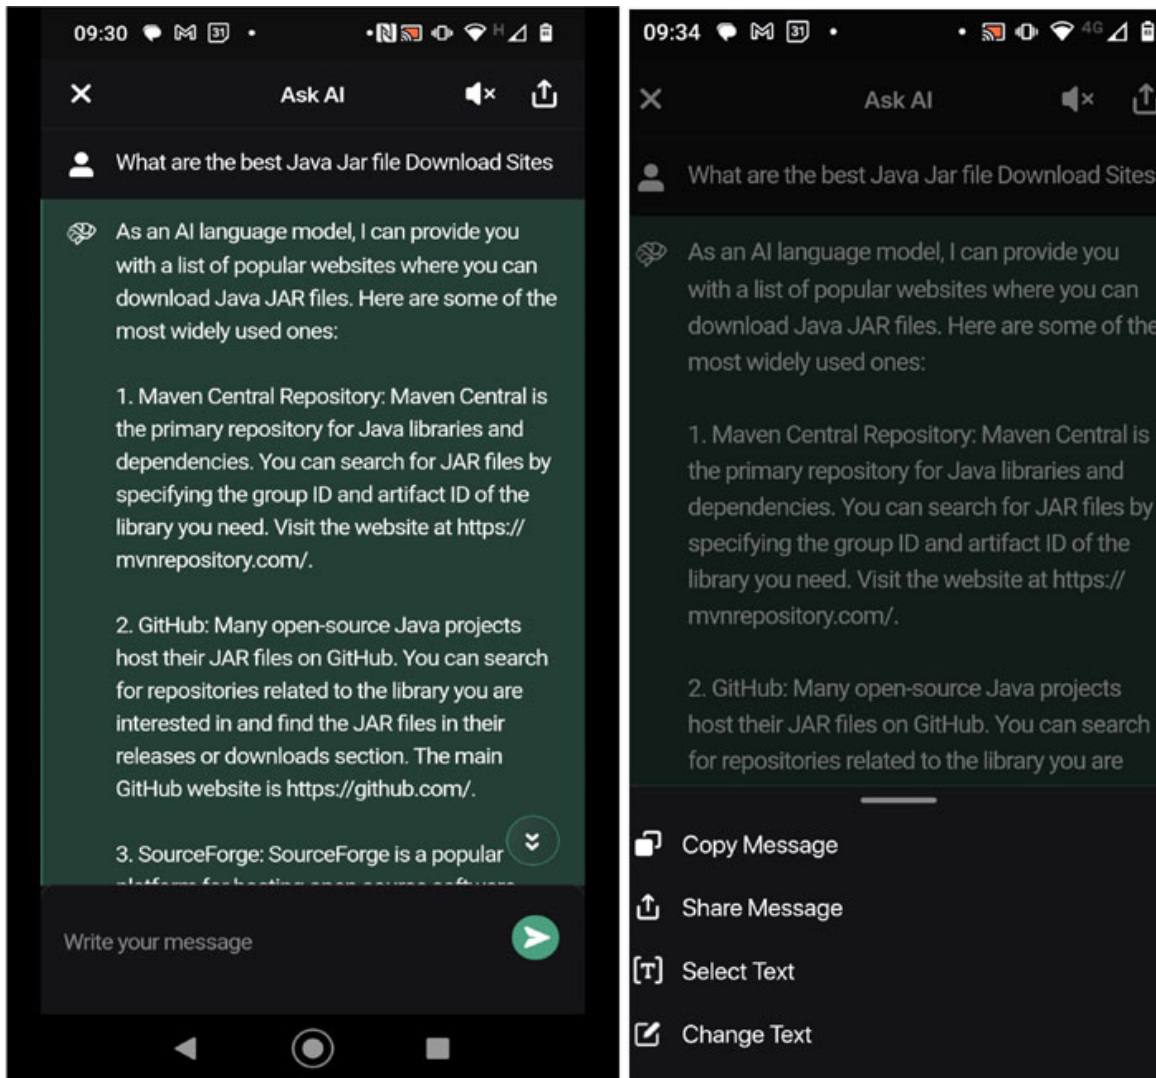 09:30 31 H
Ask AI
What are the best Java Jar file Download Sites
As an AI language model, I can provide you
with a list of popular websites where you can
download Java JAR files. Here are some of the
most widely used ones:
1. Maven Central Repository: Maven Central is
the primary repository for Java libraries and
dependencies. You can search for JAR files by
specifying the group ID and artifact ID of the
library you need. Visit the website at https://
mvnrepository.com/.
2. GitHub: Many open-source Java projects
host their JAR files on GitHub. You can search
for repositories related to the library you are
interested in and find the JAR files in their
releases or downloads section. The main
GitHub website is https://github.com/.
3. SourceForge: SourceForge is a popular
platform for hosting open source software
Write your message
09:34 31 4G
Ask AI
What are the best Java Jar file Download Sites
As an AI language model, I can provide you
with a list of popular websites where you can
download Java JAR files. Here are some of the
most widely used ones:
1. Maven Central Repository: Maven Central is
the primary repository for Java libraries and
dependencies. You can search for JAR files by
specifying the group ID and artifact ID of the
library you need. Visit the website at https://
mvnrepository.com/.
2. GitHub: Many open-source Java projects
host their JAR files on GitHub. You can search
for repositories related to the library you are
Copy Message
Share Message
[T] Select Text
Change Text